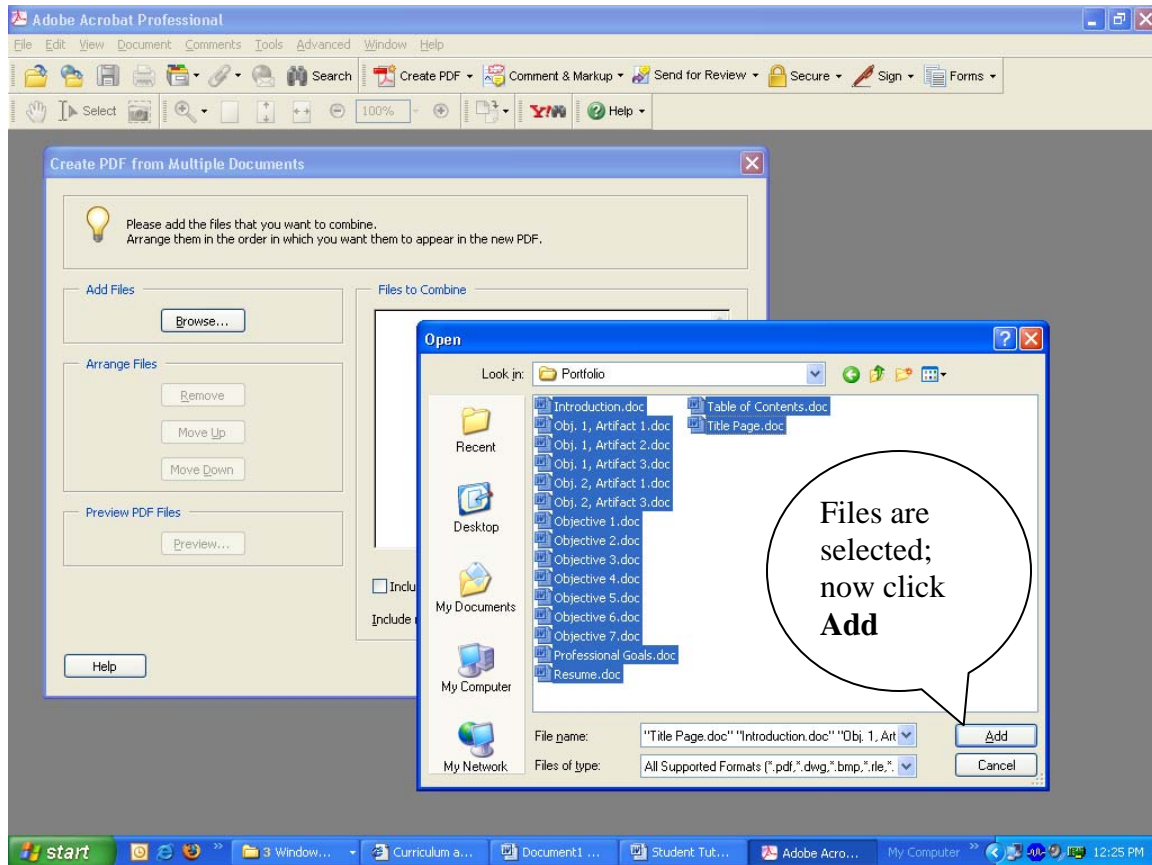 Adobe Acrobat Professional
File Edit View Document Comments Tools Advanced Window Help
Search Create PDF Comment & Markup Send for Review Secure Sign Forms
Select 100% Y! Help
Create PDF from Multiple Documents
Please add the files that you want to combine.
Arrange them in the order in which you want them to appear in the new PDF.
Add Files
Browse...
Arrange Files
Remove
Move Up
Move Down
Preview PDF Files
Preview...
Help
Files to Combine
Inclu
Include
Open
Look in: Portfolio
Recent
Desktop
My Documents
My Computer
My Network
Introduction.doc
Obj. 1, Artifact 1.doc
Obj. 1, Artifact 2.doc
Obj. 1, Artifact 3.doc
Obj. 2, Artifact 1.doc
Obj. 2, Artifact 3.doc
Objective 1.doc
Objective 2.doc
Objective 3.doc
Objective 4.doc
Objective 5.doc
Objective 6.doc
Objective 7.doc
Professional Goals.doc
Resume.doc
Table of Contents.doc
Title Page.doc
Files are
selected;
now click
Add
File name: "Title Page.doc" "Introduction.doc" "Obj. 1, Art
Add
Files of type: All Supported Formats (*.pdf,*.dwg,*.bmp,*.rle,*.
Cancel
start 3 Window... Curriculum a... Document1 ... Student Tut... Adobe Acro... My Computer 12:25 PM